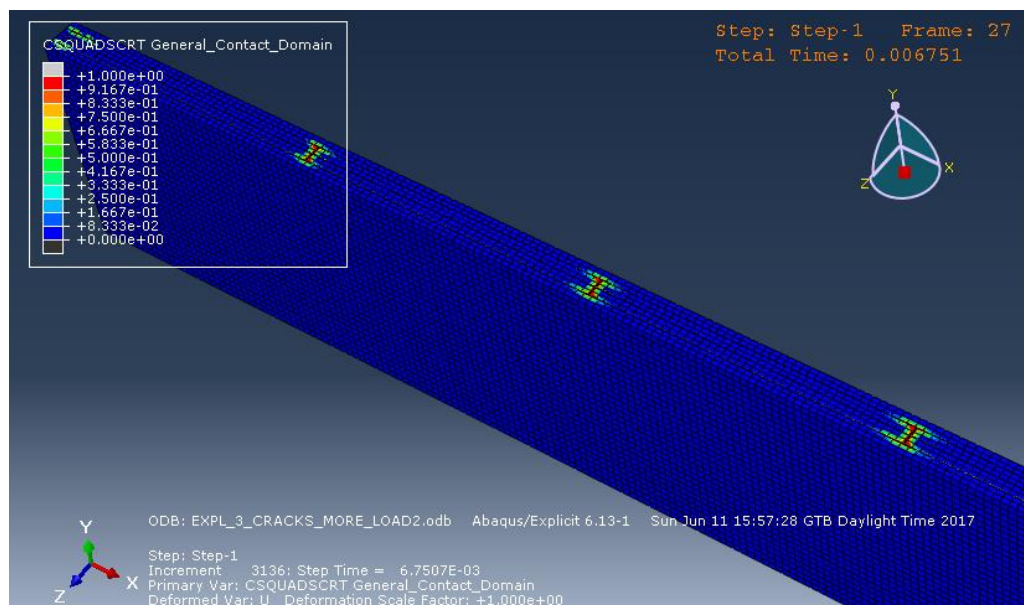 CSQUADSCRT General_Contact_Domain
+1.000e+00
+9.167e-01
+8.333e-01
+7.500e-01
+6.667e-01
+5.833e-01
+5.000e-01
+4.167e-01
+3.333e-01
+2.500e-01
+1.667e-01
+8.333e-02
+0.000e+00
Step: Step-1 Frame: 27
Total Time: 0.006751
Y
X
Z
ODB: EXPL_3_CRACKS_MORE_LOAD2.odb Abaqus/Explicit 6.13-1 Sun Jun 11 15:57:28 GTB Daylight Time 2017
Y
X
Z
Step: Step-1
Increment 3136: Step Time = 6.7507E-03
Primary Var: CSQUADSCRT General_Contact_Domain
Deformed Var: U Deformation Scale Factor: +1.000e+00